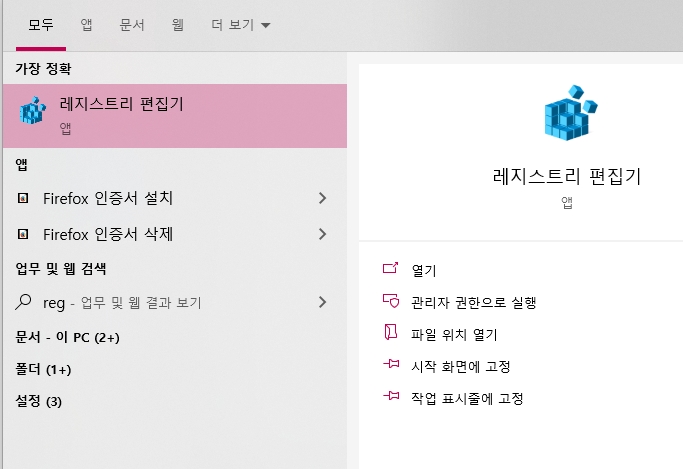 모두 앱 문서 웹 더 보기
가장 정확
레지스트리 편집기
앱
앱
Firefox 인증서 설치
Firefox 인증서 삭제
업무 및 웹 검색
reg - 업무 및 웹 결과 보기
문서 - 이 PC (2+)
폴더 (1+)
설정 (3)
레지스트리 편집기
앱
열기
관리자 권한으로 실행
파일 위치 열기
시작 화면에 고정
작업 표시줄에 고정